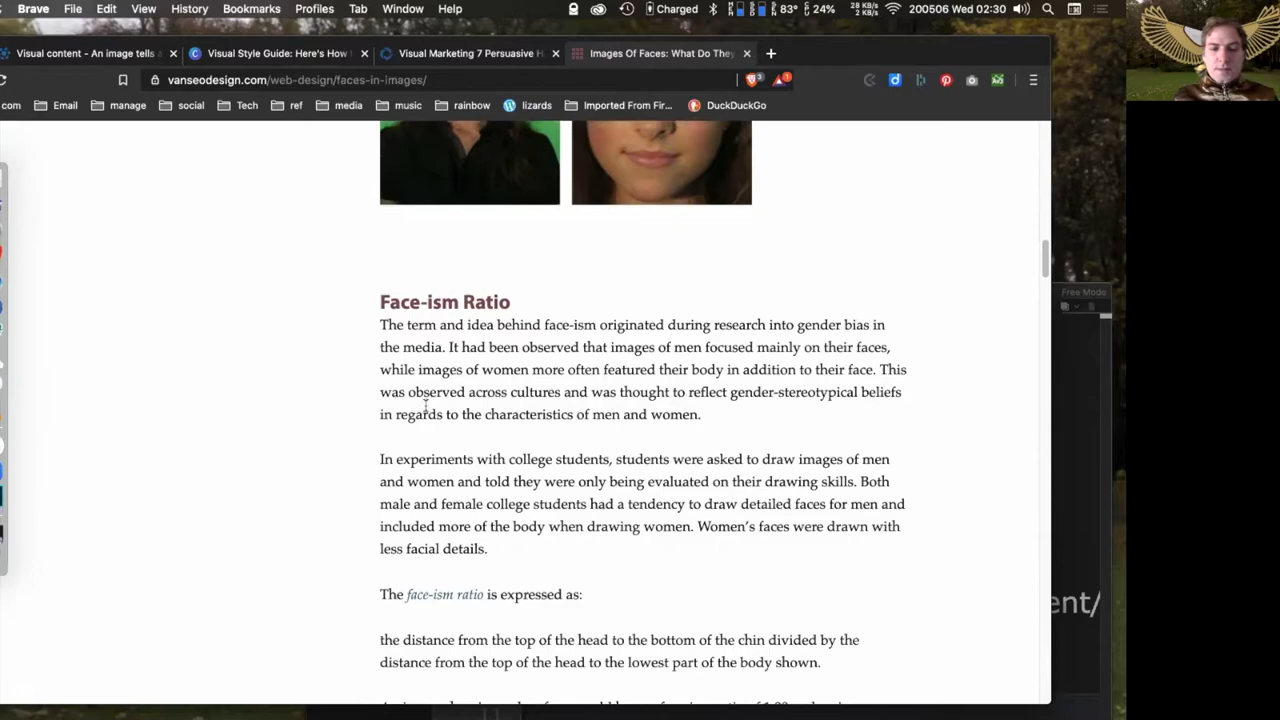 Brave File Edit View History Bookmarks Profiles Tab Window Help Charged 83° 24% 28 KB/s 2 KB/s 200506 Wed 02:30
Visual content - An image tells a Visual Style Guide: Here's How Visual Marketing 7 Persuasive H Images Of Faces: What Do They
vanseodesign.com/web-design/faces-in-images/ 3 1
com Email manage social Tech ref media music rainbow lizards Imported From Fir... DuckDuckGo
Free Mode
Face-ism Ratio
The term and idea behind face-ism originated during research into gender bias in
the media. It had been observed that images of men focused mainly on their faces,
while images of women more often featured their body in addition to their face. This
was observed across cultures and was thought to reflect gender-stereotypical beliefs
in regards to the characteristics of men and women.
In experiments with college students, students were asked to draw images of men
and women and told they were only being evaluated on their drawing skills. Both
male and female college students had a tendency to draw detailed faces for men and
included more of the body when drawing women. Women's faces were drawn with
less facial details.
The face-ism ratio is expressed as:
ent/
the distance from the top of the head to the bottom of the chin divided by the
distance from the top of the head to the lowest part of the body shown.